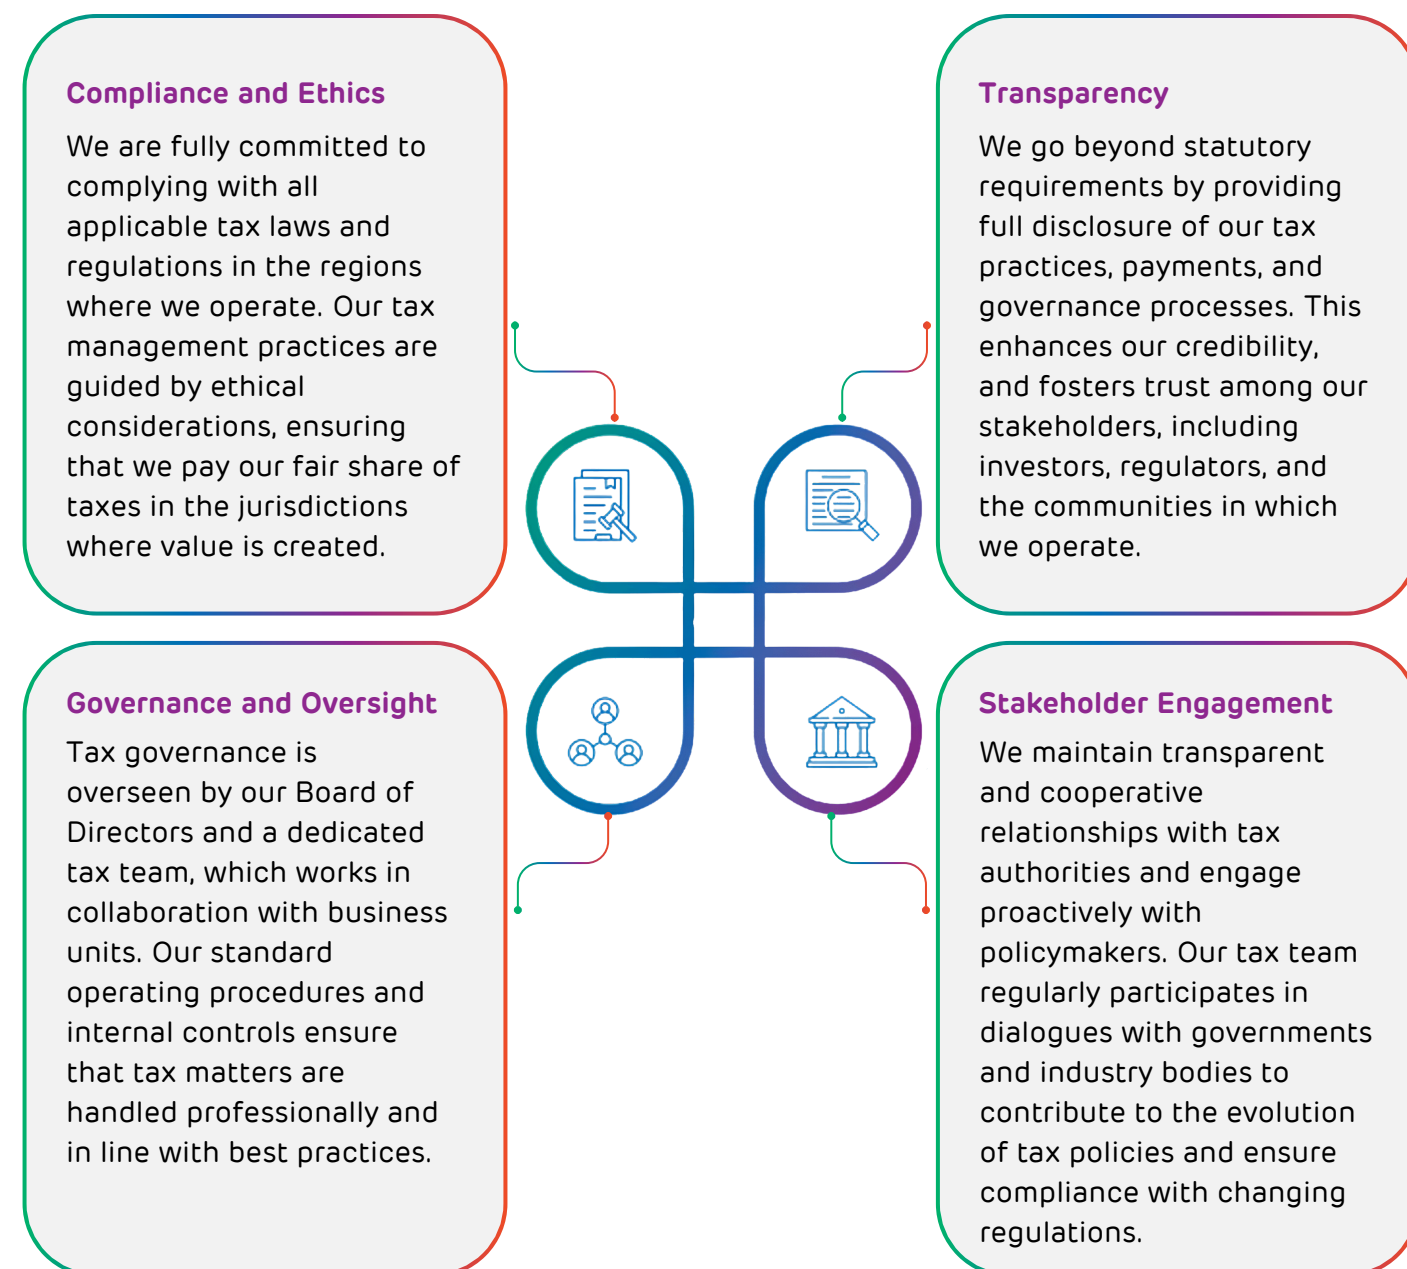 Compliance and Ethics
We are fully committed to
complying with all
applicable tax laws and
regulations in the regions
where we operate. Our tax
management practices are
guided by ethical
considerations, ensuring
that we pay our fair share of
taxes in the jurisdictions
where value is created.
Transparency
We go beyond statutory
requirements by providing
full disclosure of our tax
practices, payments, and
governance processes. This
enhances our credibility,
and fosters trust among our
stakeholders, including
investors, regulators, and
the communities in which
we operate.
Governance and Oversight
Tax governance is
overseen by our Board of
Directors and a dedicated
tax team, which works in
collaboration with business
units. Our standard
operating procedures and
internal controls ensure
that tax matters are
handled professionally and
in line with best practices.
Stakeholder Engagement
We maintain transparent
and cooperative
relationships with tax
authorities and engage
proactively with
policymakers. Our tax team
regularly participates in
dialogues with governments
and industry bodies to
contribute to the evolution
of tax policies and ensure
compliance with changing
regulations.